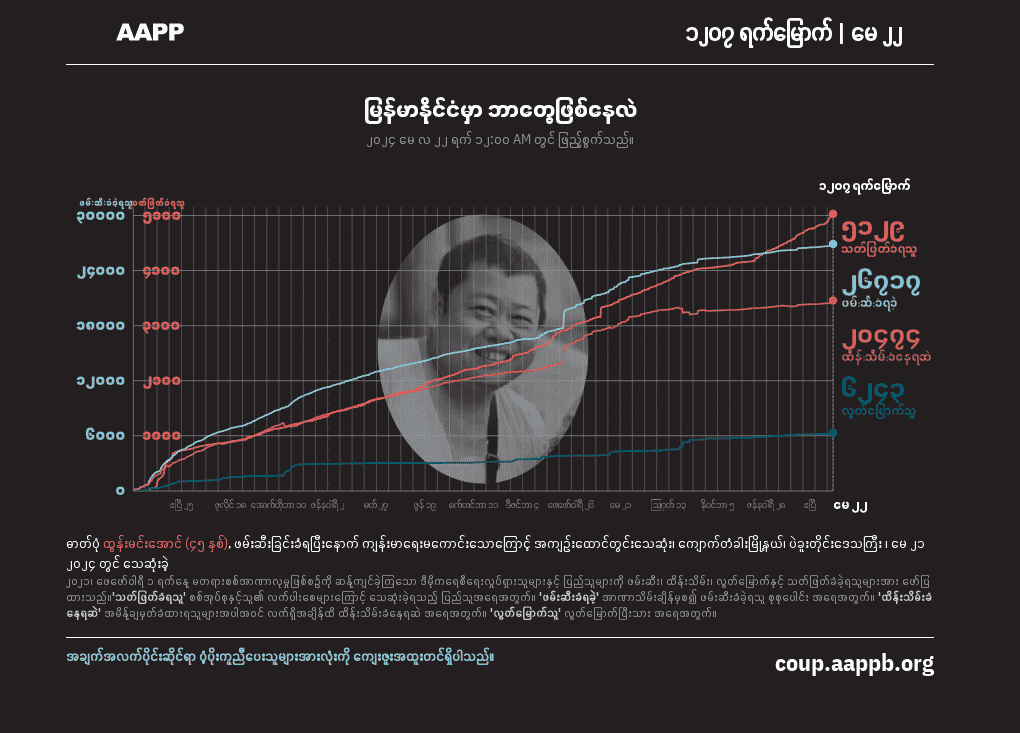 AAPP
၁၂၀၇ ရက်မြောက် | မေ ၂၂
မြန်မာနိုင်ငံမှာ ဘာတွေဖြစ်နေလဲ
၂၀၂၄ မေ လ ၂၂ ရက် ၁၂:၀၀ AM တွင် ဖြည့်စွက်သည်။
၁၂၀၇ ရက်မြောက်
ဖမ်းဆီးခံခဲ့ရသူ သတ်ဖြတ်ခံရသူ
၃၀၀၀၀ ၅၁၀၀
၂၄၀၀၀ ၄၁၀၀
၁၈၀၀၀ ၃၁၀၀
၁၂၀၀၀ ၂၁၀၀
၆၀၀၀ ၁၀၀၀
၀
၅၁၂၉
သတ်ဖြတ်ခံရသူ
၂၆၇၁၇
ဖမ်းဆီးခံရခဲ့
၂၀၄၇၄
ထိန်းသိမ်းခံနေရဆဲ
၆၂၄၃
လွတ်မြောက်သူ
ဧပြီ ၂၅ ဇူလိုင် ၁၈ အောက်တိုဘာ ၁၀ ဇန်နဝါရီ ၂ မတ် ၂၇ ဇွန် ၁၉ စက်တင်ဘာ ၁၁ ဒီဇင်ဘာ ၄ ဖေဖော်ဝါရီ ၂၆ မေ ၂၁ ဩဂုတ် ၁၃ နိုဝင်ဘာ ၅ ဇန်နဝါရီ ၂၈ ဧပြီ မေ ၂၂
ဓာတ်ပုံ ထွန်းမင်းအောင် (၄၅ နှစ်), ဖမ်းဆီးခြင်းခံရပြီးနောက် ကျန်းမာရေးမကောင်းသောကြောင့် အကျဉ်းထောင်တွင်းသေဆုံး၊ ကျောက်တံခါးမြို့နယ်၊ ပဲခူးတိုင်းဒေသကြီး ၊ မေ ၂၁
၂၀၂၄ တွင် သေဆုံးခဲ့
၂၀၂၁၊ ဖေဖော်ဝါရီ ၁ ရက်နေ့ မတရားစစ်အာဏာလုမှုဖြစ်စဉ်ကို ဆန့်ကျင်ခဲ့ကြသော ဒီမိုကရေစီရေးလှုပ်ရှားသူများနှင့် ပြည်သူများကို ဖမ်းဆီး၊ ထိန်းသိမ်း၊ လွတ်မြောက်နှင့် သတ်ဖြတ်ခံခဲ့ရသူများအား ဖော်ပြ
ထားသည်။'သတ်ဖြတ်ခံရသူ' စစ်အုပ်စုနှင့်သူ၏ လက်ပါးစေများကြောင့် သေဆုံးခဲ့ရသည့် ပြည်သူအရေအတွက်။ 'ဖမ်းဆီးခံရခဲ့' အာဏာသိမ်းချိန်မှစ၍ ဖမ်းဆီးခံခဲ့ရသူ စုစုပေါင်း အရေအတွက်။ 'ထိန်းသိမ်းခံ
နေရဆဲ' အမိန့်ချမှတ်ခံထားရသူများအပါအဝင် လက်ရှိအချိန်ထိ ထိန်းသိမ်းခံနေရဆဲ အရေအတွက်။ 'လွတ်မြောက်သူ' လွတ်မြောက်ပြီးသား အရေအတွက်။
အချက်အလက်ပိုင်းဆိုင်ရာ ပံ့ပိုးကူညီပေးသူများအားလုံးကို ကျေးဇူးအထူးတင်ရှိပါသည်။
coup.aappb.org